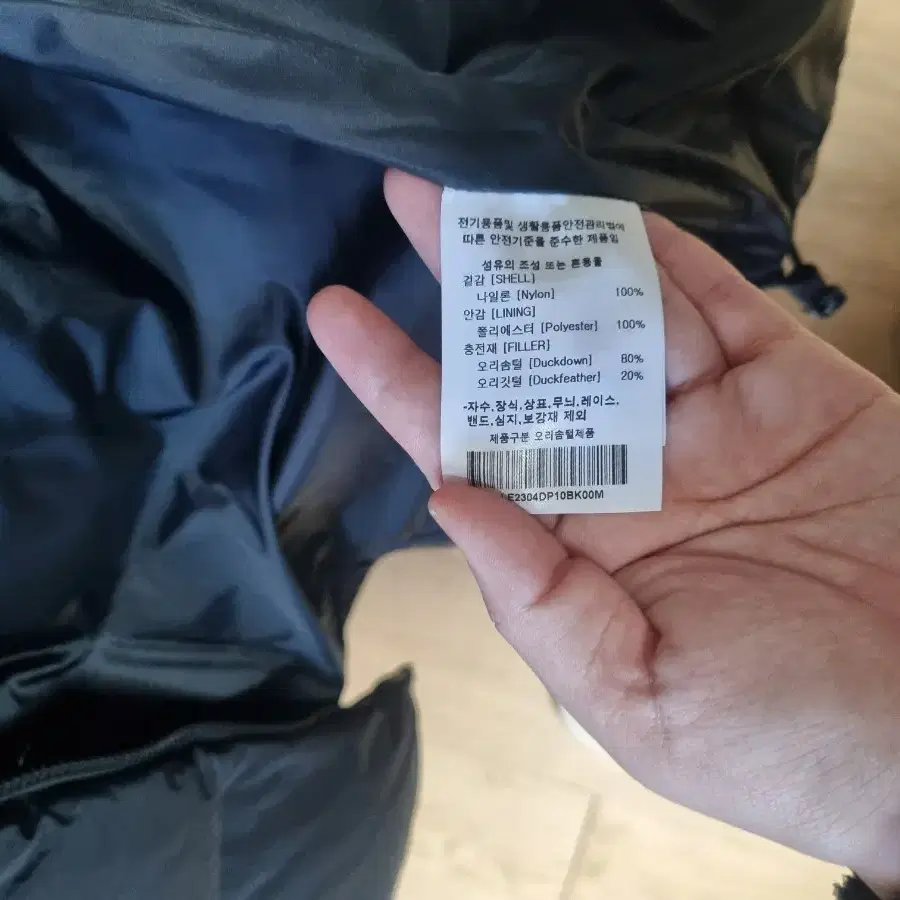 전기용품및 생활용품안전관리법에
따른 안전기준을 준수한 제품임
섬유의 조성 또는 혼용율
겉감 [SHELL]
나일론 [Nylon] 100%
안감 [LINING]
폴리에스터 [Polyester] 100%
충전재 [FILLER]
오리솜털 [Duckdown] 80%
오리깃털 [Duckfeather] 20%
-자수,장식,상표,무늬,레이스,
밴드,심지,보강재 제외
제품구분 오리솜털제품
E2304DP10BK00M